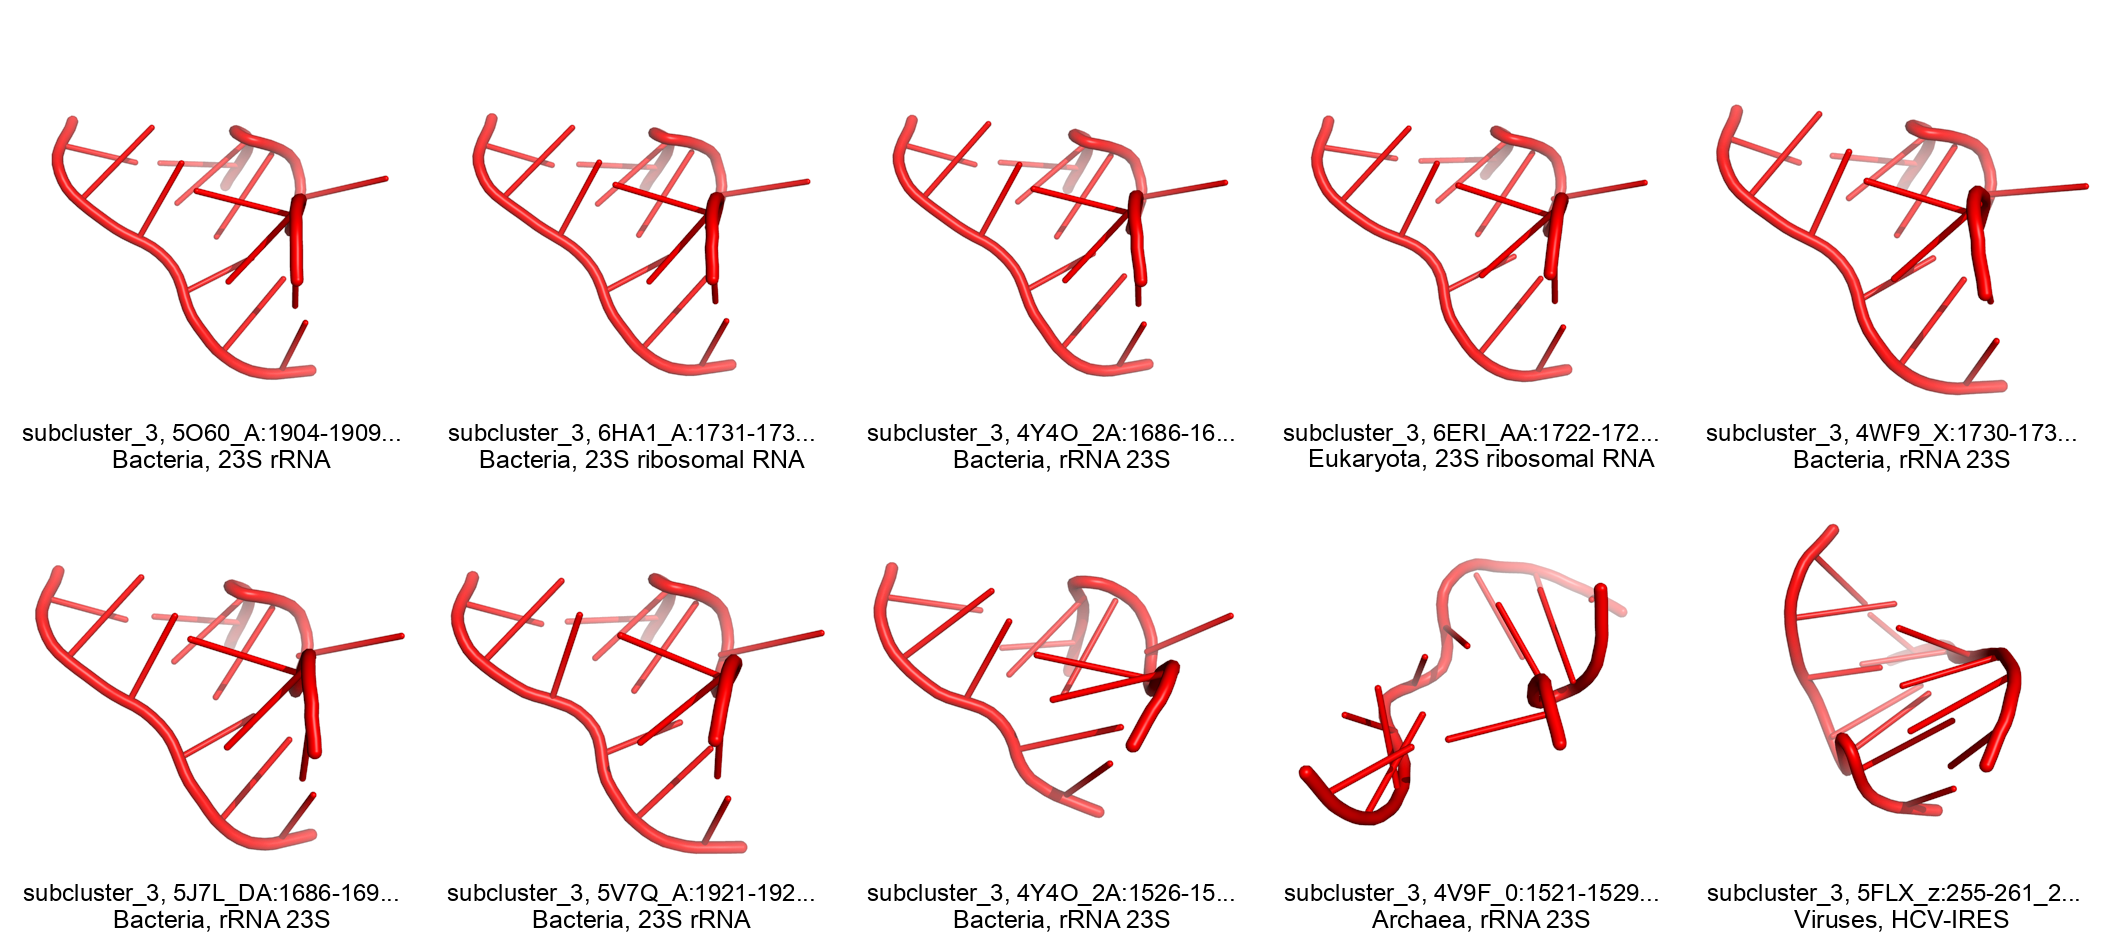 subcluster_3, 5O60_A:1904-1909...
Bacteria, 23S rRNA
subcluster_3, 6HA1_A:1731-173...
Bacteria, 23S ribosomal RNA
subcluster_3, 4Y4O_2A:1686-16...
Bacteria, rRNA 23S
subcluster_3, 6ERI_AA:1722-172...
Eukaryota, 23S ribosomal RNA
subcluster_3, 4WF9_X:1730-173...
Bacteria, rRNA 23S
subcluster_3, 5J7L_DA:1686-169...
Bacteria, rRNA 23S
subcluster_3, 5V7Q_A:1921-192...
Bacteria, 23S rRNA
subcluster_3, 4Y4O_2A:1526-15...
Bacteria, rRNA 23S
subcluster_3, 4V9F_0:1521-1529...
Archaea, rRNA 23S
subcluster_3, 5FLX_z:255-261_2...
Viruses, HCV-IRES